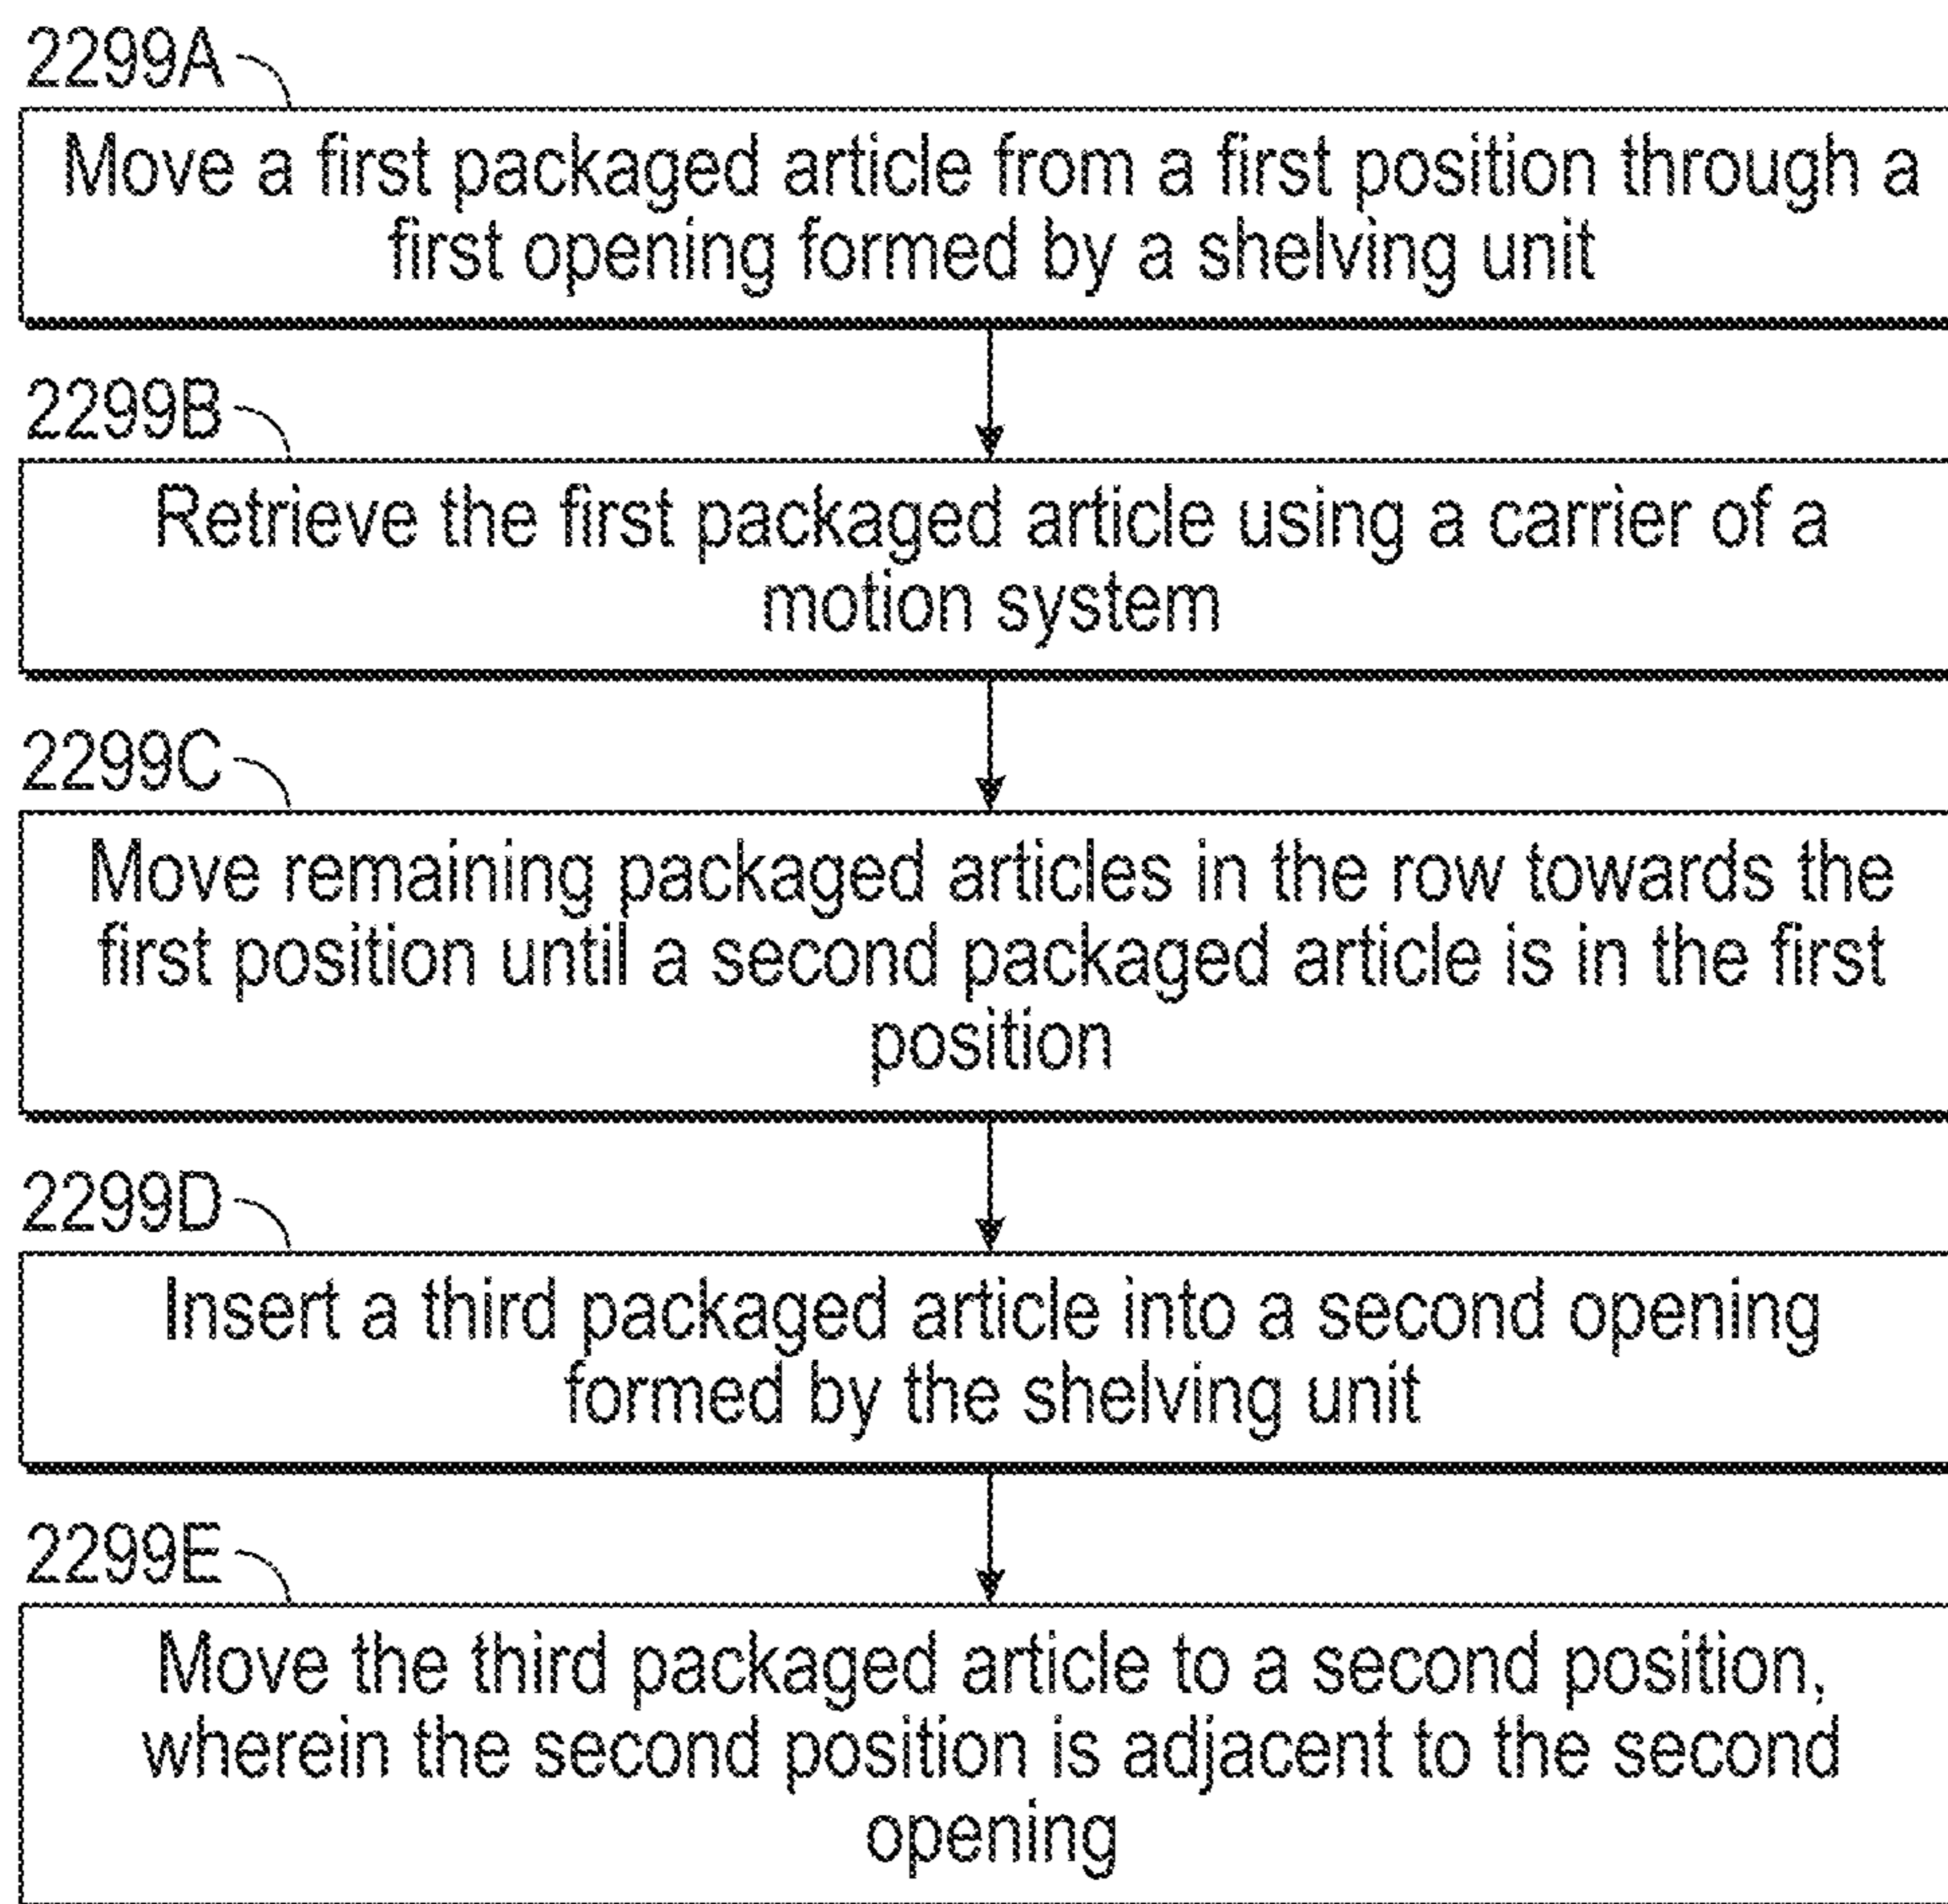 2299A
Move a first packaged article from a first position through a
first opening formed by a shelving unit
2299B
Retrieve the first packaged article using a carrier of a
motion system
2299C
Move remaining packaged articles in the row towards the
first position until a second packaged article is in the first
position
2299D
Insert a third packaged article into a second opening
formed by the shelving unit
2299E
Move the third packaged article to a second position,
wherein the second position is adjacent to the second
opening